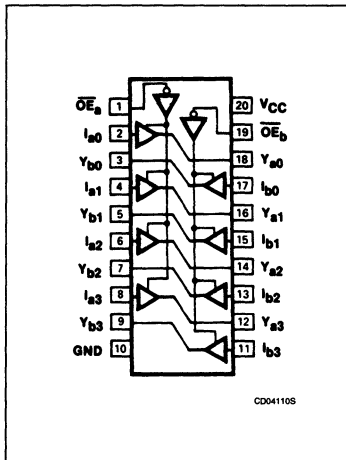 OEa 1 20 VCC
Ia0 2 19 OEb
Yb0 3 18 Ya0
Ia1 4 17 Ib0
Yb1 5 16 Ya1
Ia2 6 15 Ib1
Yb2 7 14 Ya2
Ia3 8 13 Ib2
Yb3 9 12 Ya3
GND 10 11 Ib3
CD04110S